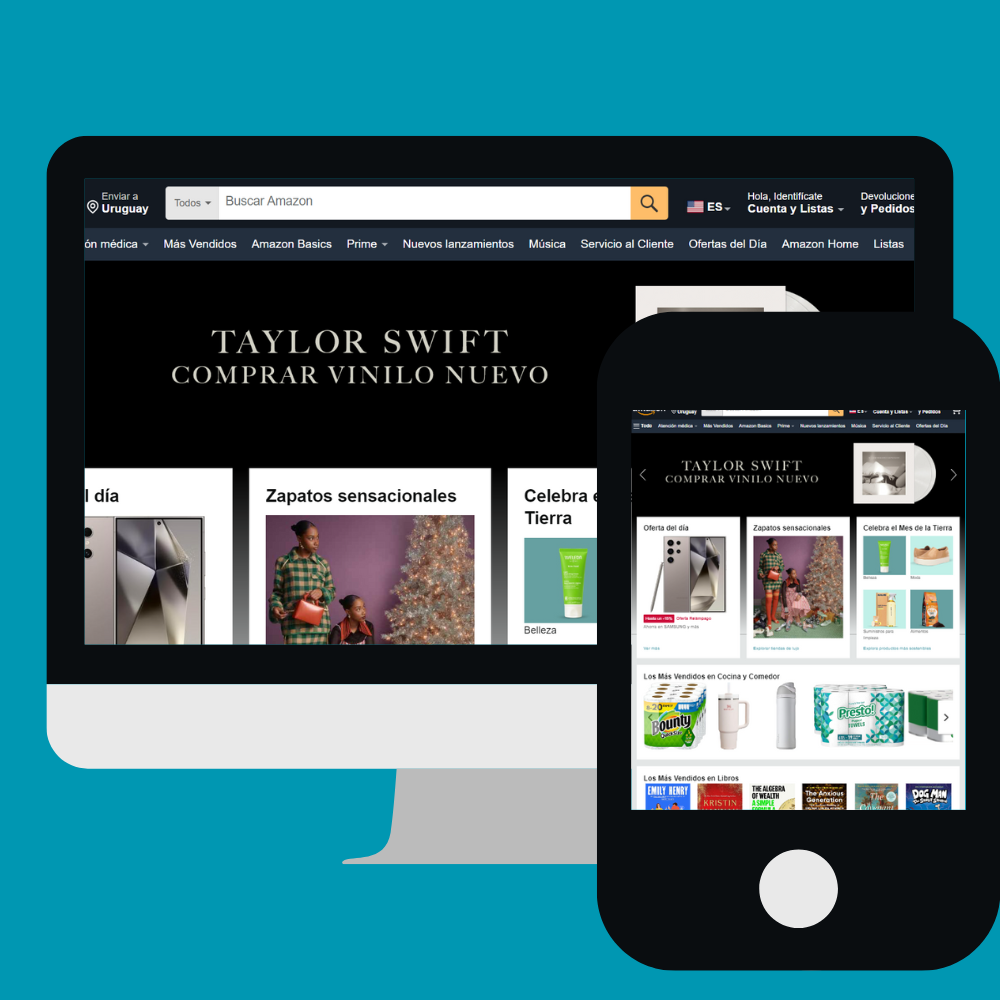 Enviar a
Uruguay
Todos
Buscar Amazon
ES
Hola, Identifícate
Cuenta y Listas
Devolucione
y Pedidos
ón médica
Más Vendidos
Amazon Basics
Prime
Nuevos lanzamientos
Música
Servicio al Cliente
Ofertas del Día
Amazon Home
Listas
TAYLOR SWIFT
COMPRAR VINILO NUEVO
l día
Zapatos sensacionales
Celebra e
Tierra
Belleza
Uruguay
ES
Cuenta y Listas
y Pedidos
Todo
Atención médica
Más Vendidos
Amazon Basics
Prime
Nuevos lanzamientos
Música
Servicio al Cliente
Ofertas del Día
TAYLOR SWIFT
COMPRAR VINILO NUEVO
Oferta del día
Zapatos sensacionales
Celebra el Mes de la Tierra
Belleza
Moda
Suministros para
mascotas
Alimentos
Oferta Relámpago
Ahorra en SAMSUNG y más
Ver más
Explorar tiendas de lujo
Explora productos más sostenibles
Los Más Vendidos en Cocina y Comedor
Bounty
Presto!
Los Más Vendidos en Libros
EMILY HENRY
KRISTIN
THE ALGEBRA
OF WEALTH
A SIMPLE
The Anxious
Generation
The
Covenant
DOG MAN